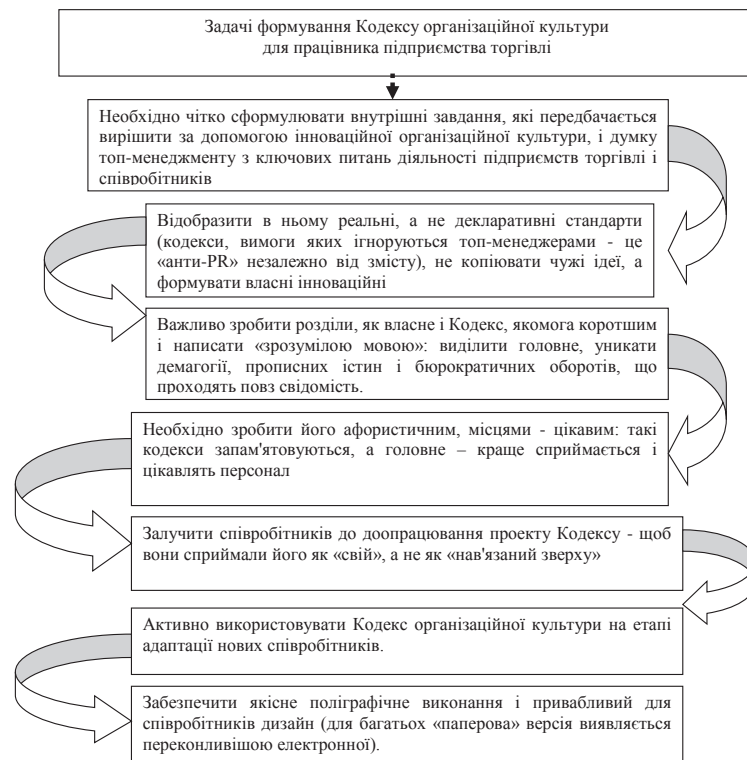 Задачі формування Кодексу організаційної культури
для працівника підприємства торгівлі
Необхідно чітко сформулювати внутрішні завдання, які передбачається
вирішити за допомогою інноваційної організаційної культури, і думку
топ-менеджменту з ключових питань діяльності підприємств торгівлі і
співробітників
Відобразити в ньому реальні, а не декларативні стандарти
(кодекси, вимоги яких ігноруються топ-менеджерами - це
«анти-PR» незалежно від змісту), не копіювати чужі ідеї, а
формувати власні інноваційні
Важливо зробити розділи, як власне і Кодекс, якомога коротшим
і написати «зрозумілою мовою»: виділити головне, уникати
демагогії, прописних істин і бюрократичних оборотів, що
проходять повз свідомість.
Необхідно зробити його афористичним, місцями - цікавим: такі
кодекси запам'ятовуються, а головне – краще сприймається і
цікавлять персонал
Залучити співробітників до доопрацювання проекту Кодексу - щоб
вони сприймали його як «свій», а не як «нав'язаний зверху»
Активно використовувати Кодекс організаційної культури на етапі
адаптації нових співробітників.
Забезпечити якісне поліграфічне виконання і привабливий для
співробітників дизайн (для багатьох «паперова» версія виявляється
переконливішою електронної).